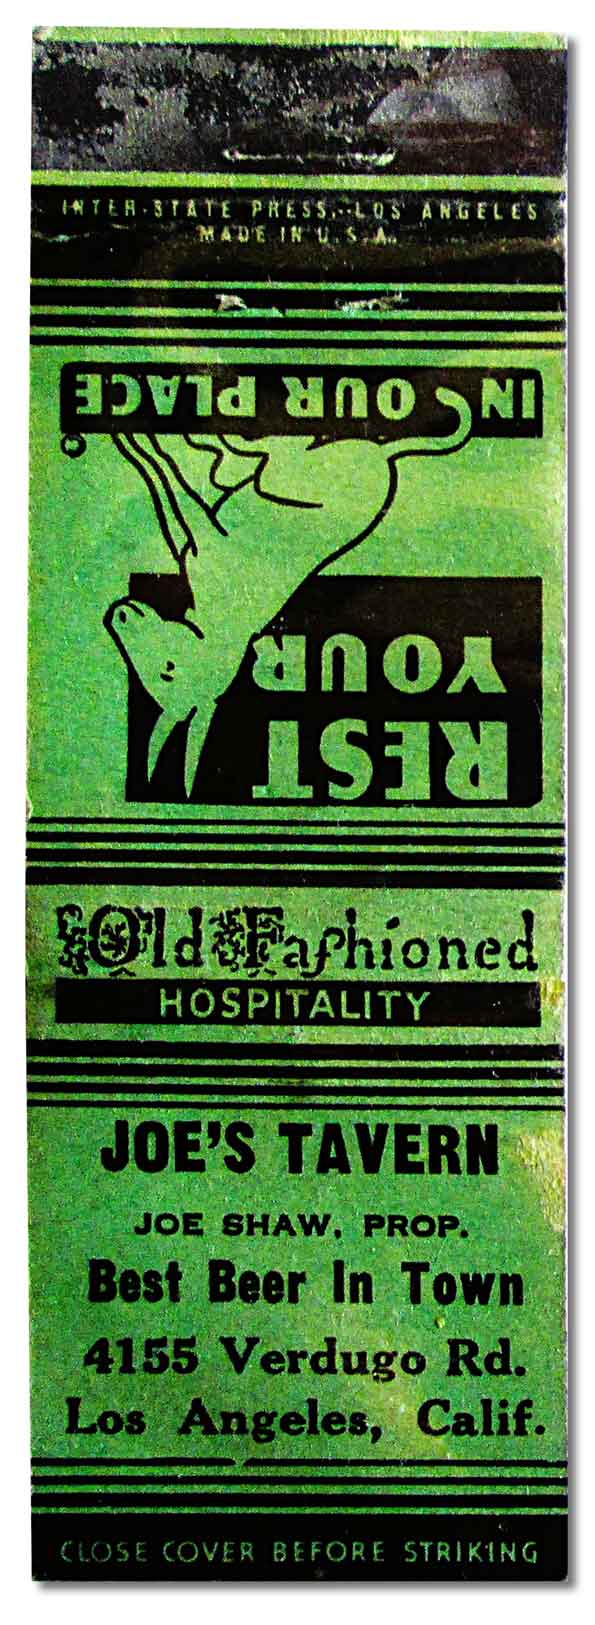 INTER-STATE PRESS, LOS ANGELES
MADE IN U.S.A.
REST
YOUR
IN OUR PLACE
Old Fashioned
HOSPITALITY
JOE'S TAVERN
JOE SHAW, PROP.
Best Beer In Town
4155 Verdugo Rd.
Los Angeles, Calif.
CLOSE COVER BEFORE STRIKING